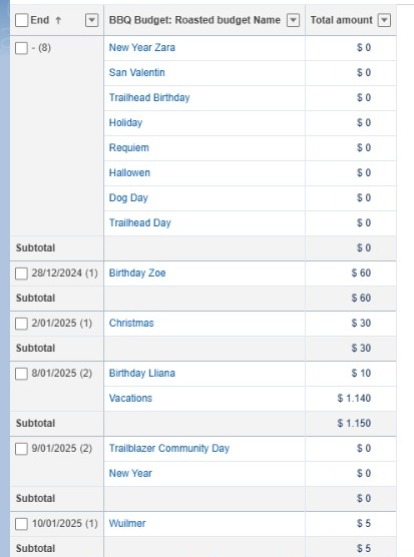 End ↑ BBQ Budget: Roasted budget Name Total amount
- (8) New Year Zara $ 0
San Valentin $ 0
Trailhead Birthday $ 0
Holiday $ 0
Requiem $ 0
Hallowen $ 0
Dog Day $ 0
Trailhead Day $ 0
Subtotal $ 0
28/12/2024 (1) Birthday Zoe $ 60
Subtotal $ 60
2/01/2025 (1) Christmas $ 30
Subtotal $ 30
8/01/2025 (2) Birthday Lliana $ 10
Vacations $ 1.140
Subtotal $ 1.150
9/01/2025 (2) Trailblazer Community Day $ 0
New Year $ 0
Subtotal $ 0
10/01/2025 (1) Wuilmer $ 5
Subtotal $ 5